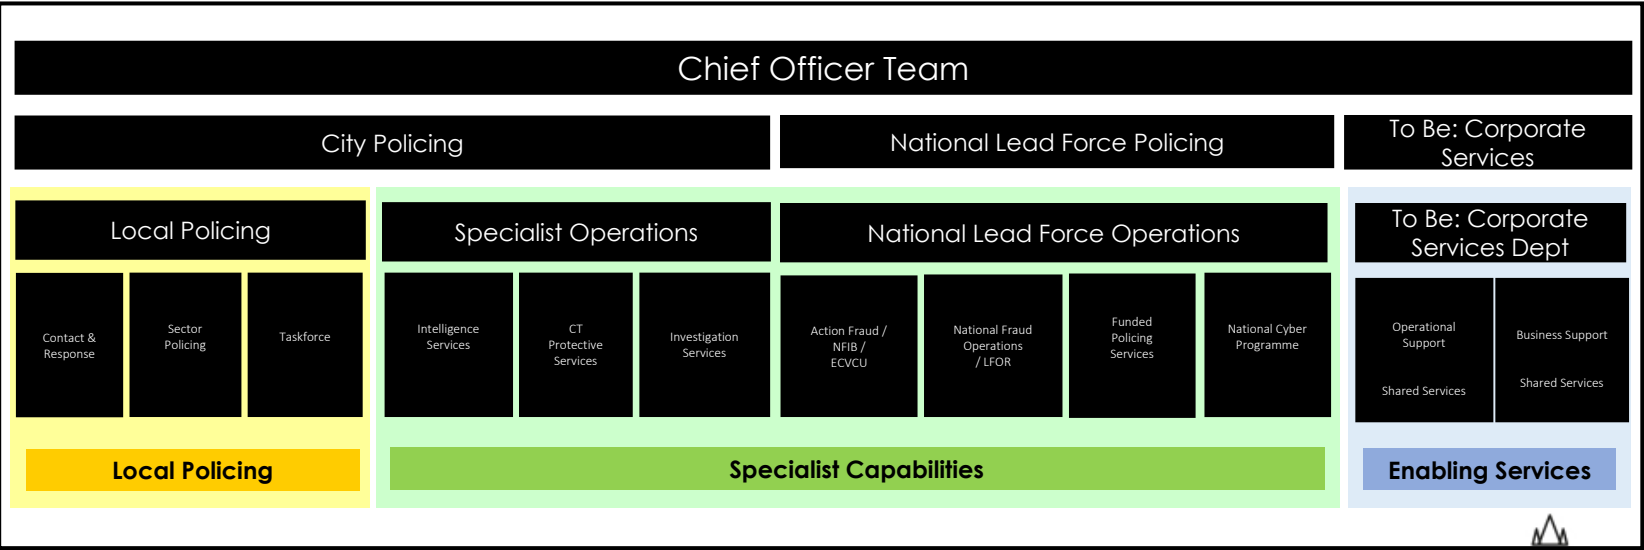 Chief Officer Team
City Policing
National Lead Force Policing
To Be: Corporate
Services
Local Policing
Specialist Operations
National Lead Force Operations
To Be: Corporate
Services Dept
Contact &
Response
Sector
Policing
Taskforce
Intelligence
Services
CT
Protective
Services
Investigation
Services
Action Fraud /
NFIB /
ECVCU
National Fraud
Operations
/ LFOR
Funded
Policing
Services
National Cyber
Programme
Operational
Support
Shared Services
Business Support
Shared Services
Local Policing
Specialist Capabilities
Enabling Services